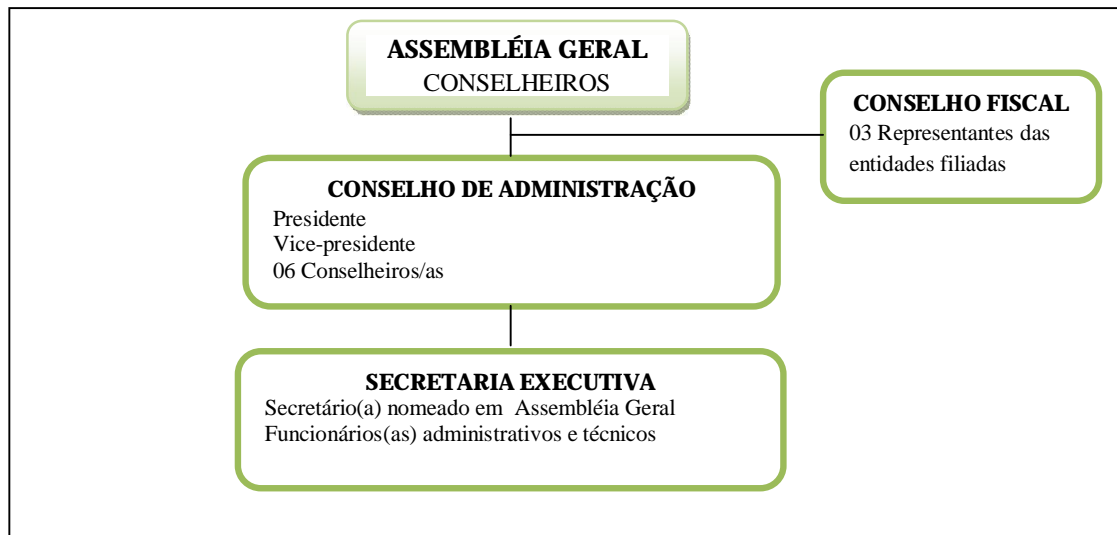 ASSEMBLÉIA GERAL
CONSELHEIROS
CONSELHO FISCAL
03 Representantes das
entidades filiadas
CONSELHO DE ADMINISTRAÇÃO
Presidente
Vice-presidente
06 Conselheiros/as
SECRETARIA EXECUTIVA
Secretário(a) nomeado em Assembléia Geral
Funcionários(as) administrativos e técnicos